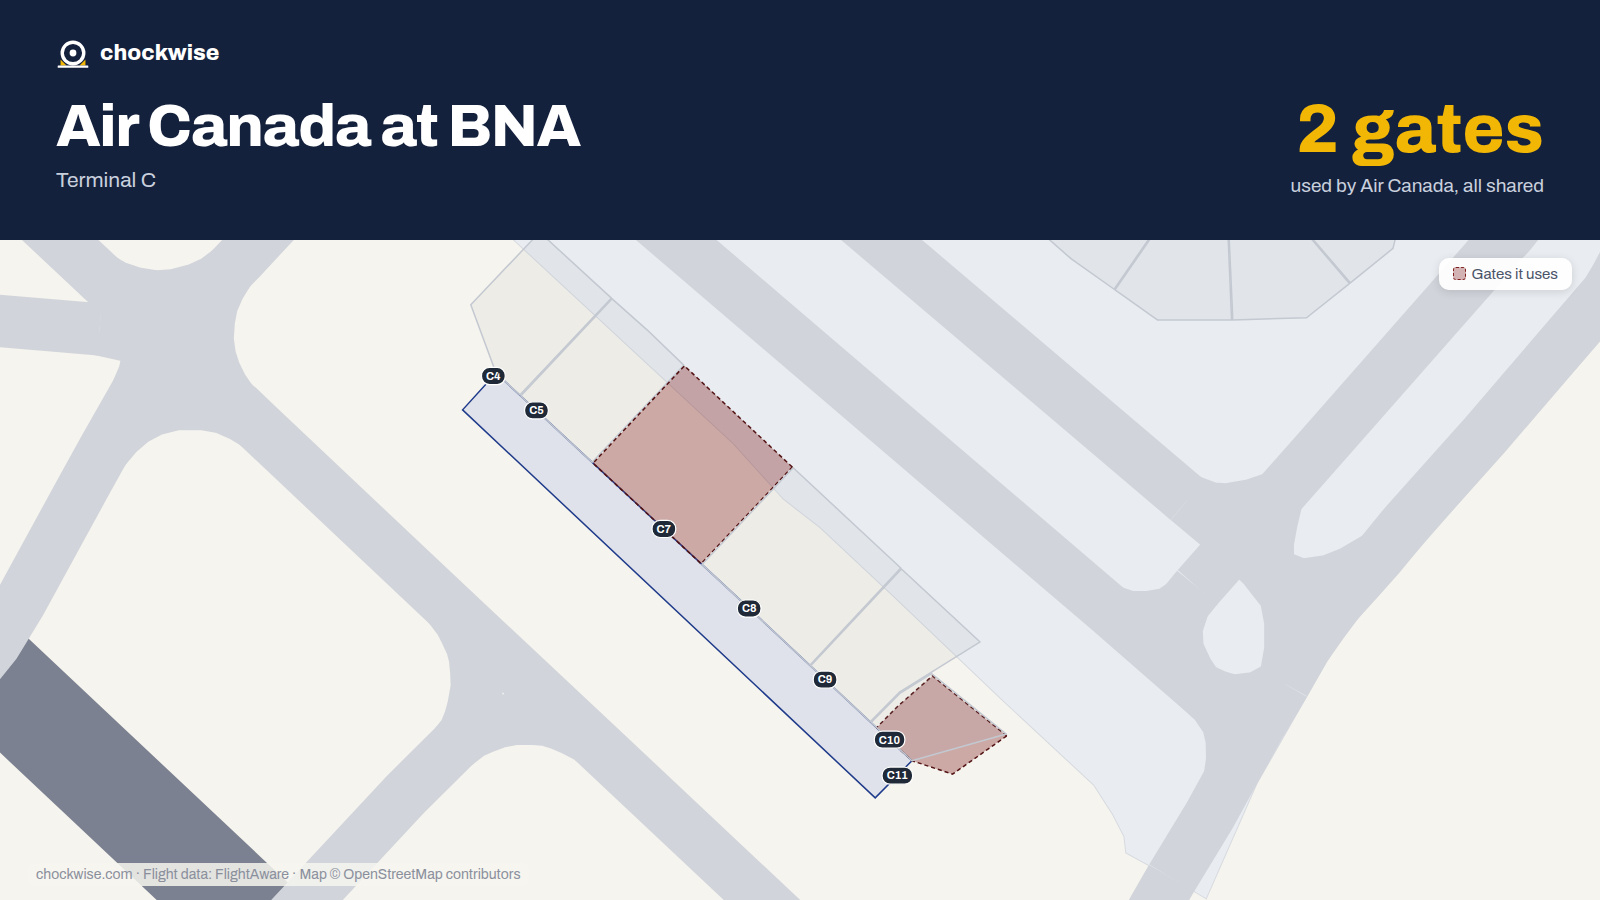 chockwise
Air Canada at BNA
Terminal C
2 gates
used by Air Canada, all shared
Gates it uses
C4
C5
C7
C8
C9
C10
C11
chockwise.com · Flight data: FlightAware · Map © OpenStreetMap contributors